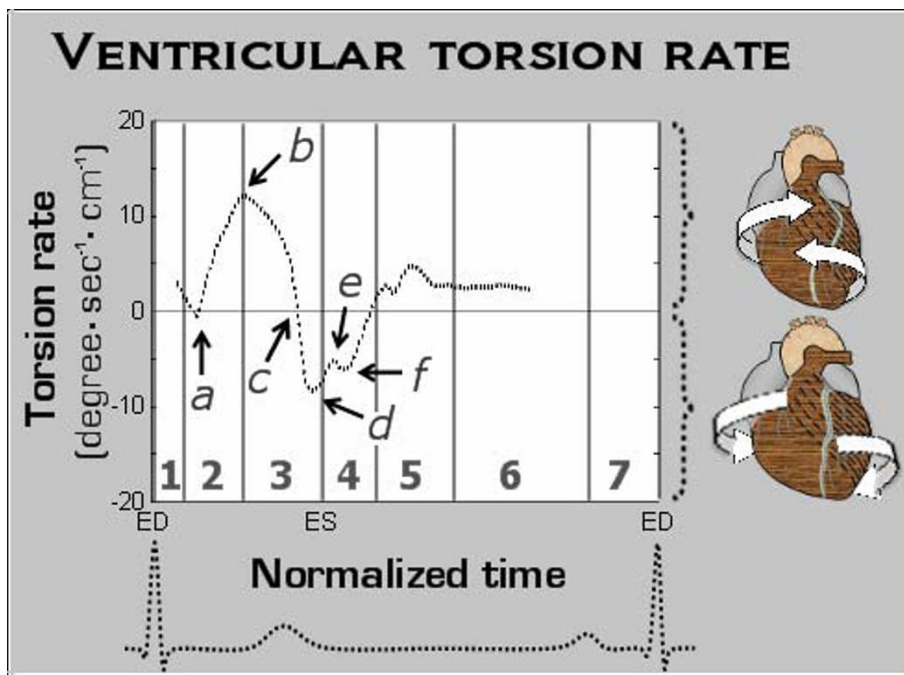 VENTRICULAR TORSION RATE
Torsion rate
(degree·sec⁻¹·cm⁻¹)
20
10
0
-10
-20
a
b
c
d
e
f
1 2 3 4 5 6 7
ED ES ED
Normalized time